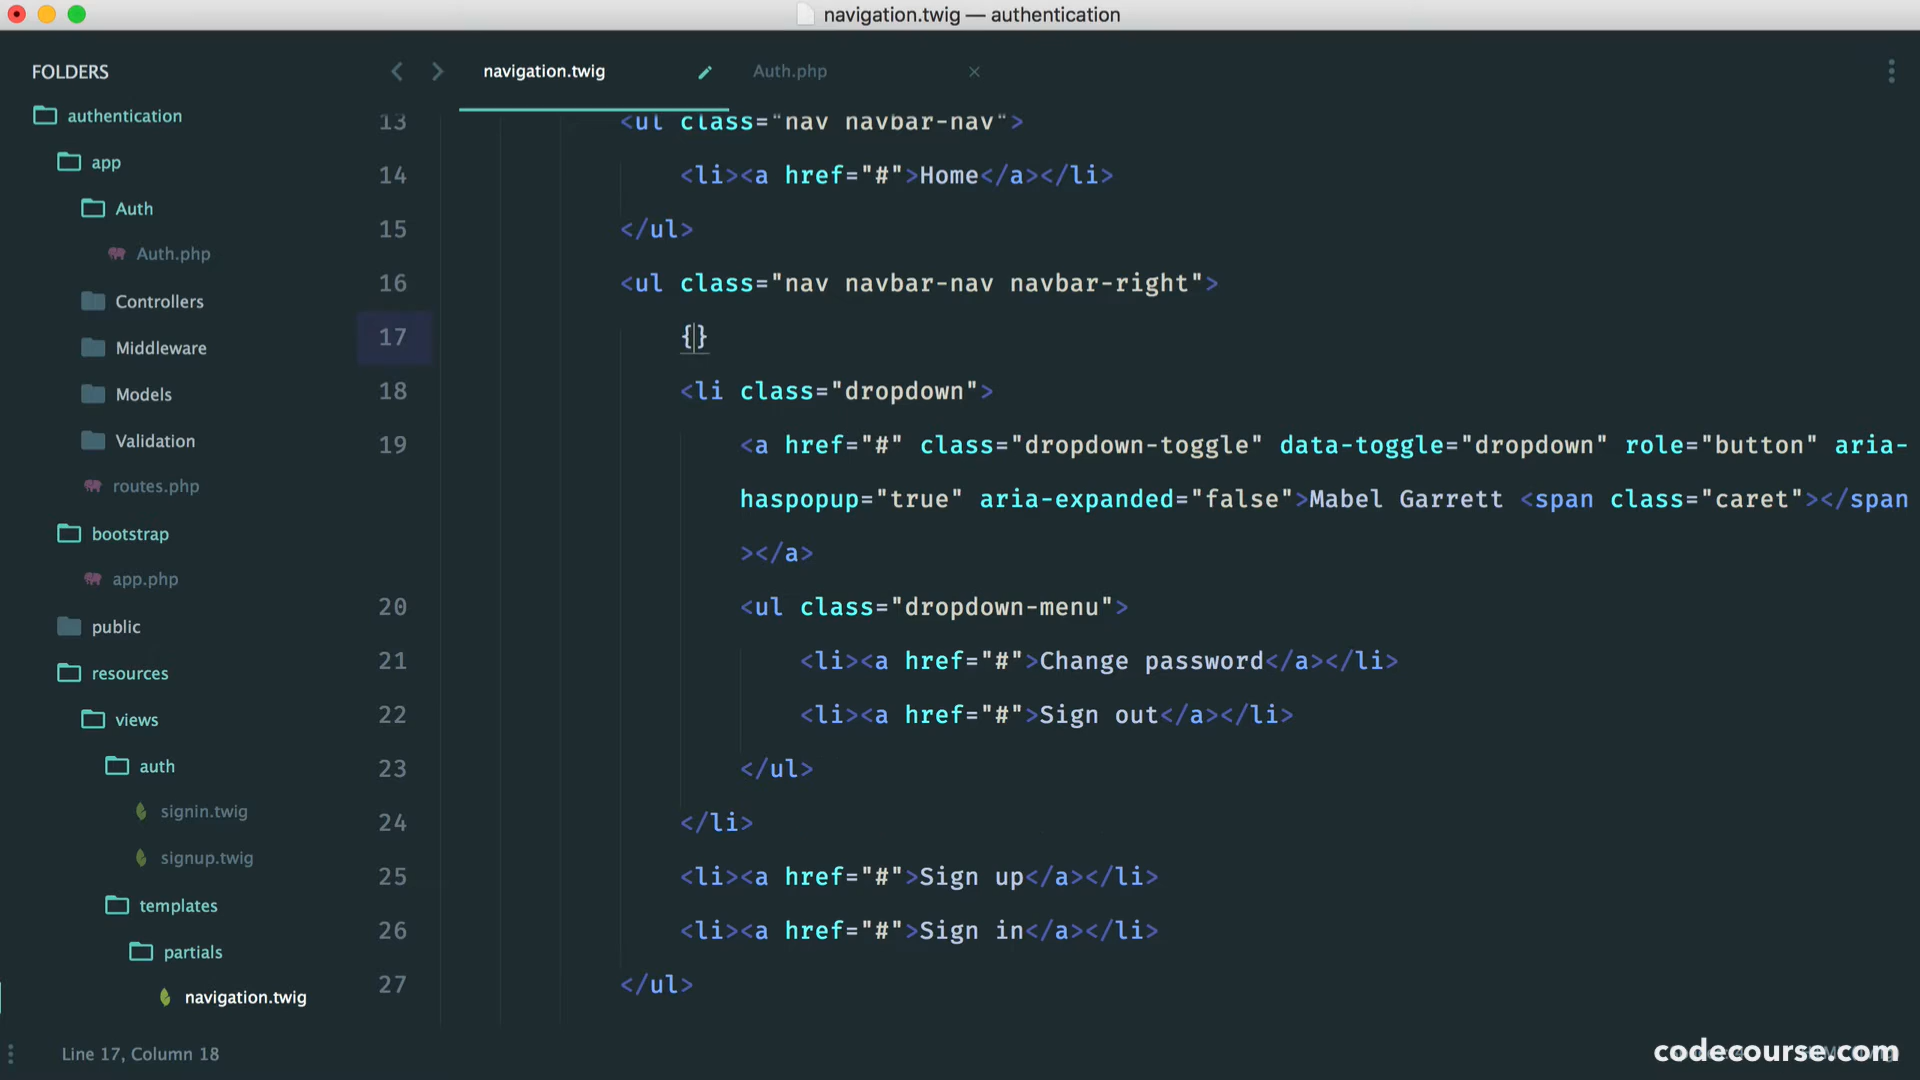 navigation.twig — authentication
FOLDERS
navigation.twig
Auth.php
authentication
app
Auth
Auth.php
Controllers
Middleware
Models
Validation
routes.php
bootstrap
app.php
public
resources
views
auth
signin.twig
signup.twig
templates
partials
navigation.twig
13 <ul class="nav navbar-nav">
14 <li><a href="#">Home</a></li>
15 </ul>
16 <ul class="nav navbar-nav navbar-right">
17 {}
18 <li class="dropdown">
19 <a href="#" class="dropdown-toggle" data-toggle="dropdown" role="button" aria-
haspopup="true" aria-expanded="false">Mabel Garrett <span class="caret"></span
></a>
20 <ul class="dropdown-menu">
21 <li><a href="#">Change password</a></li>
22 <li><a href="#">Sign out</a></li>
23 </ul>
24 </li>
25 <li><a href="#">Sign up</a></li>
26 <li><a href="#">Sign in</a></li>
27 </ul>
Line 17, Column 18
codecourse.com